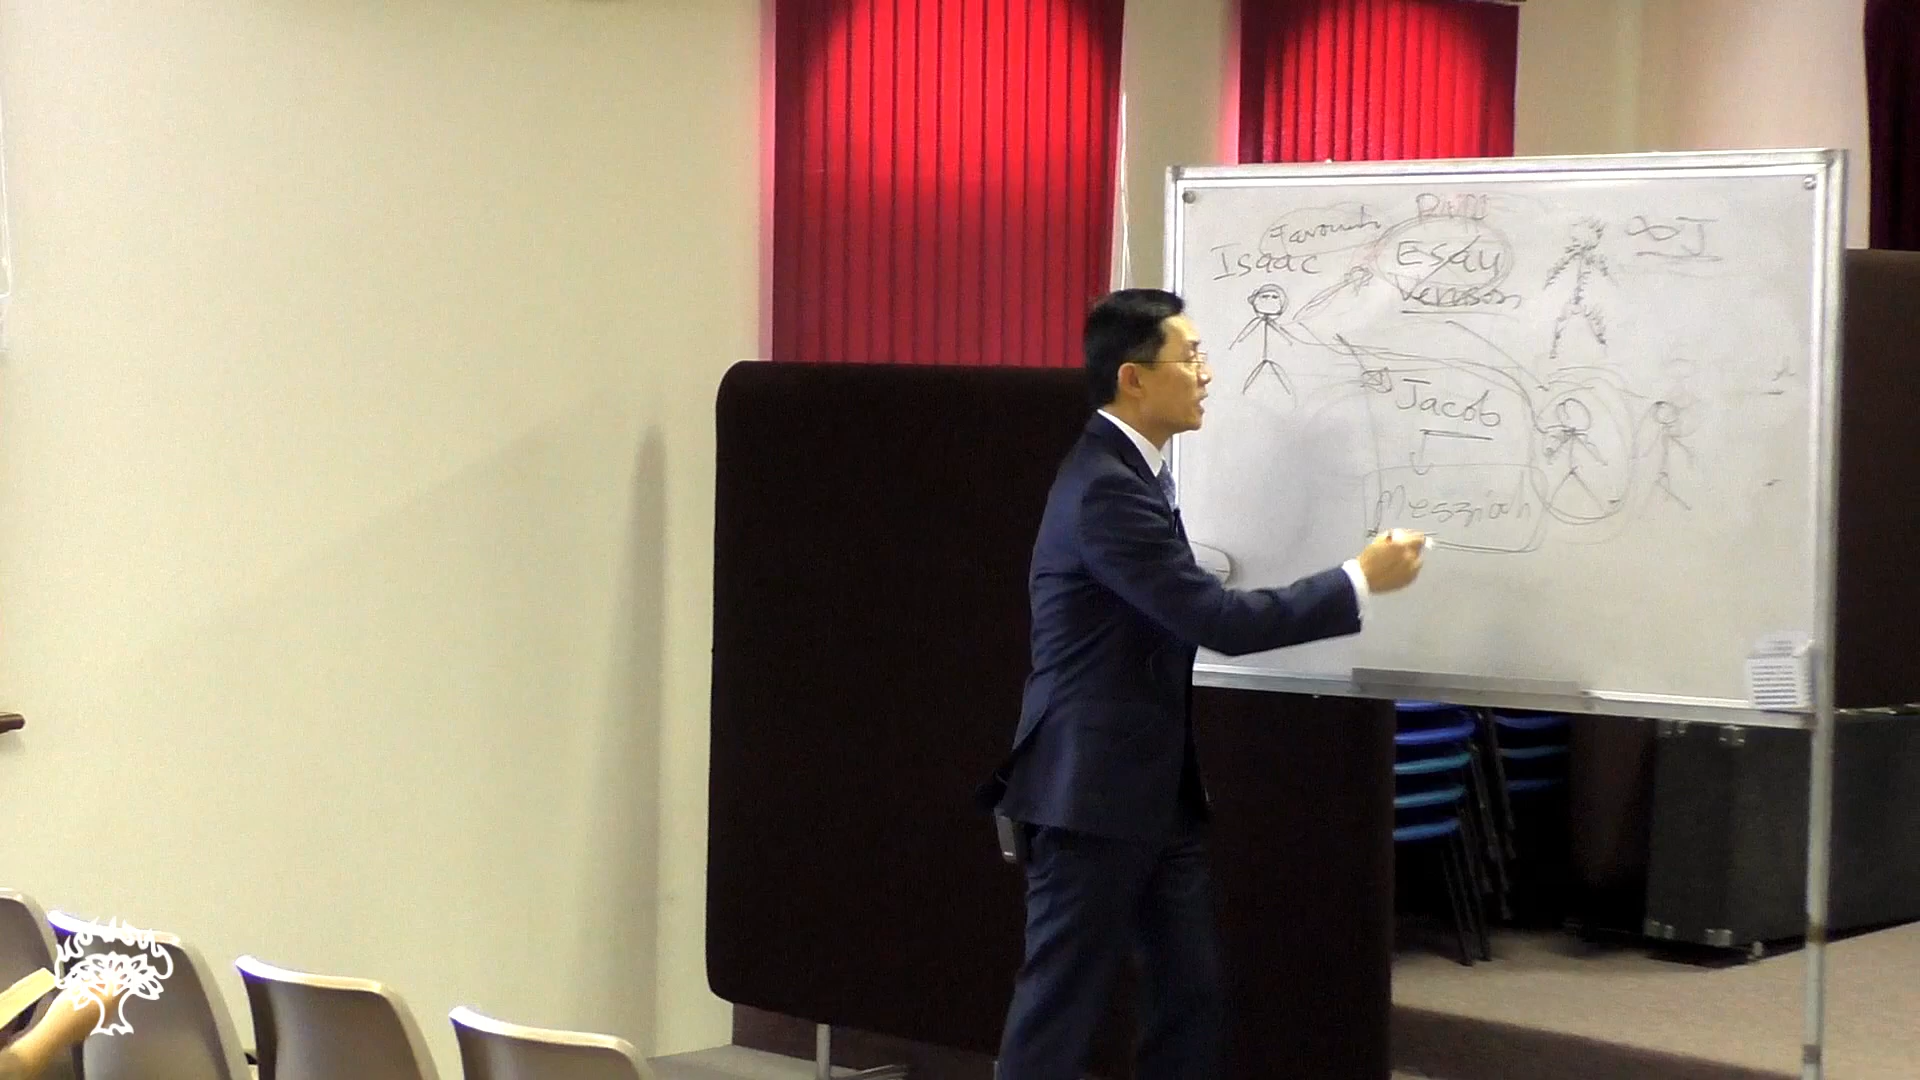 Favourite
Isaac
Esau
Venison
∞ J
Jacob
Messiah